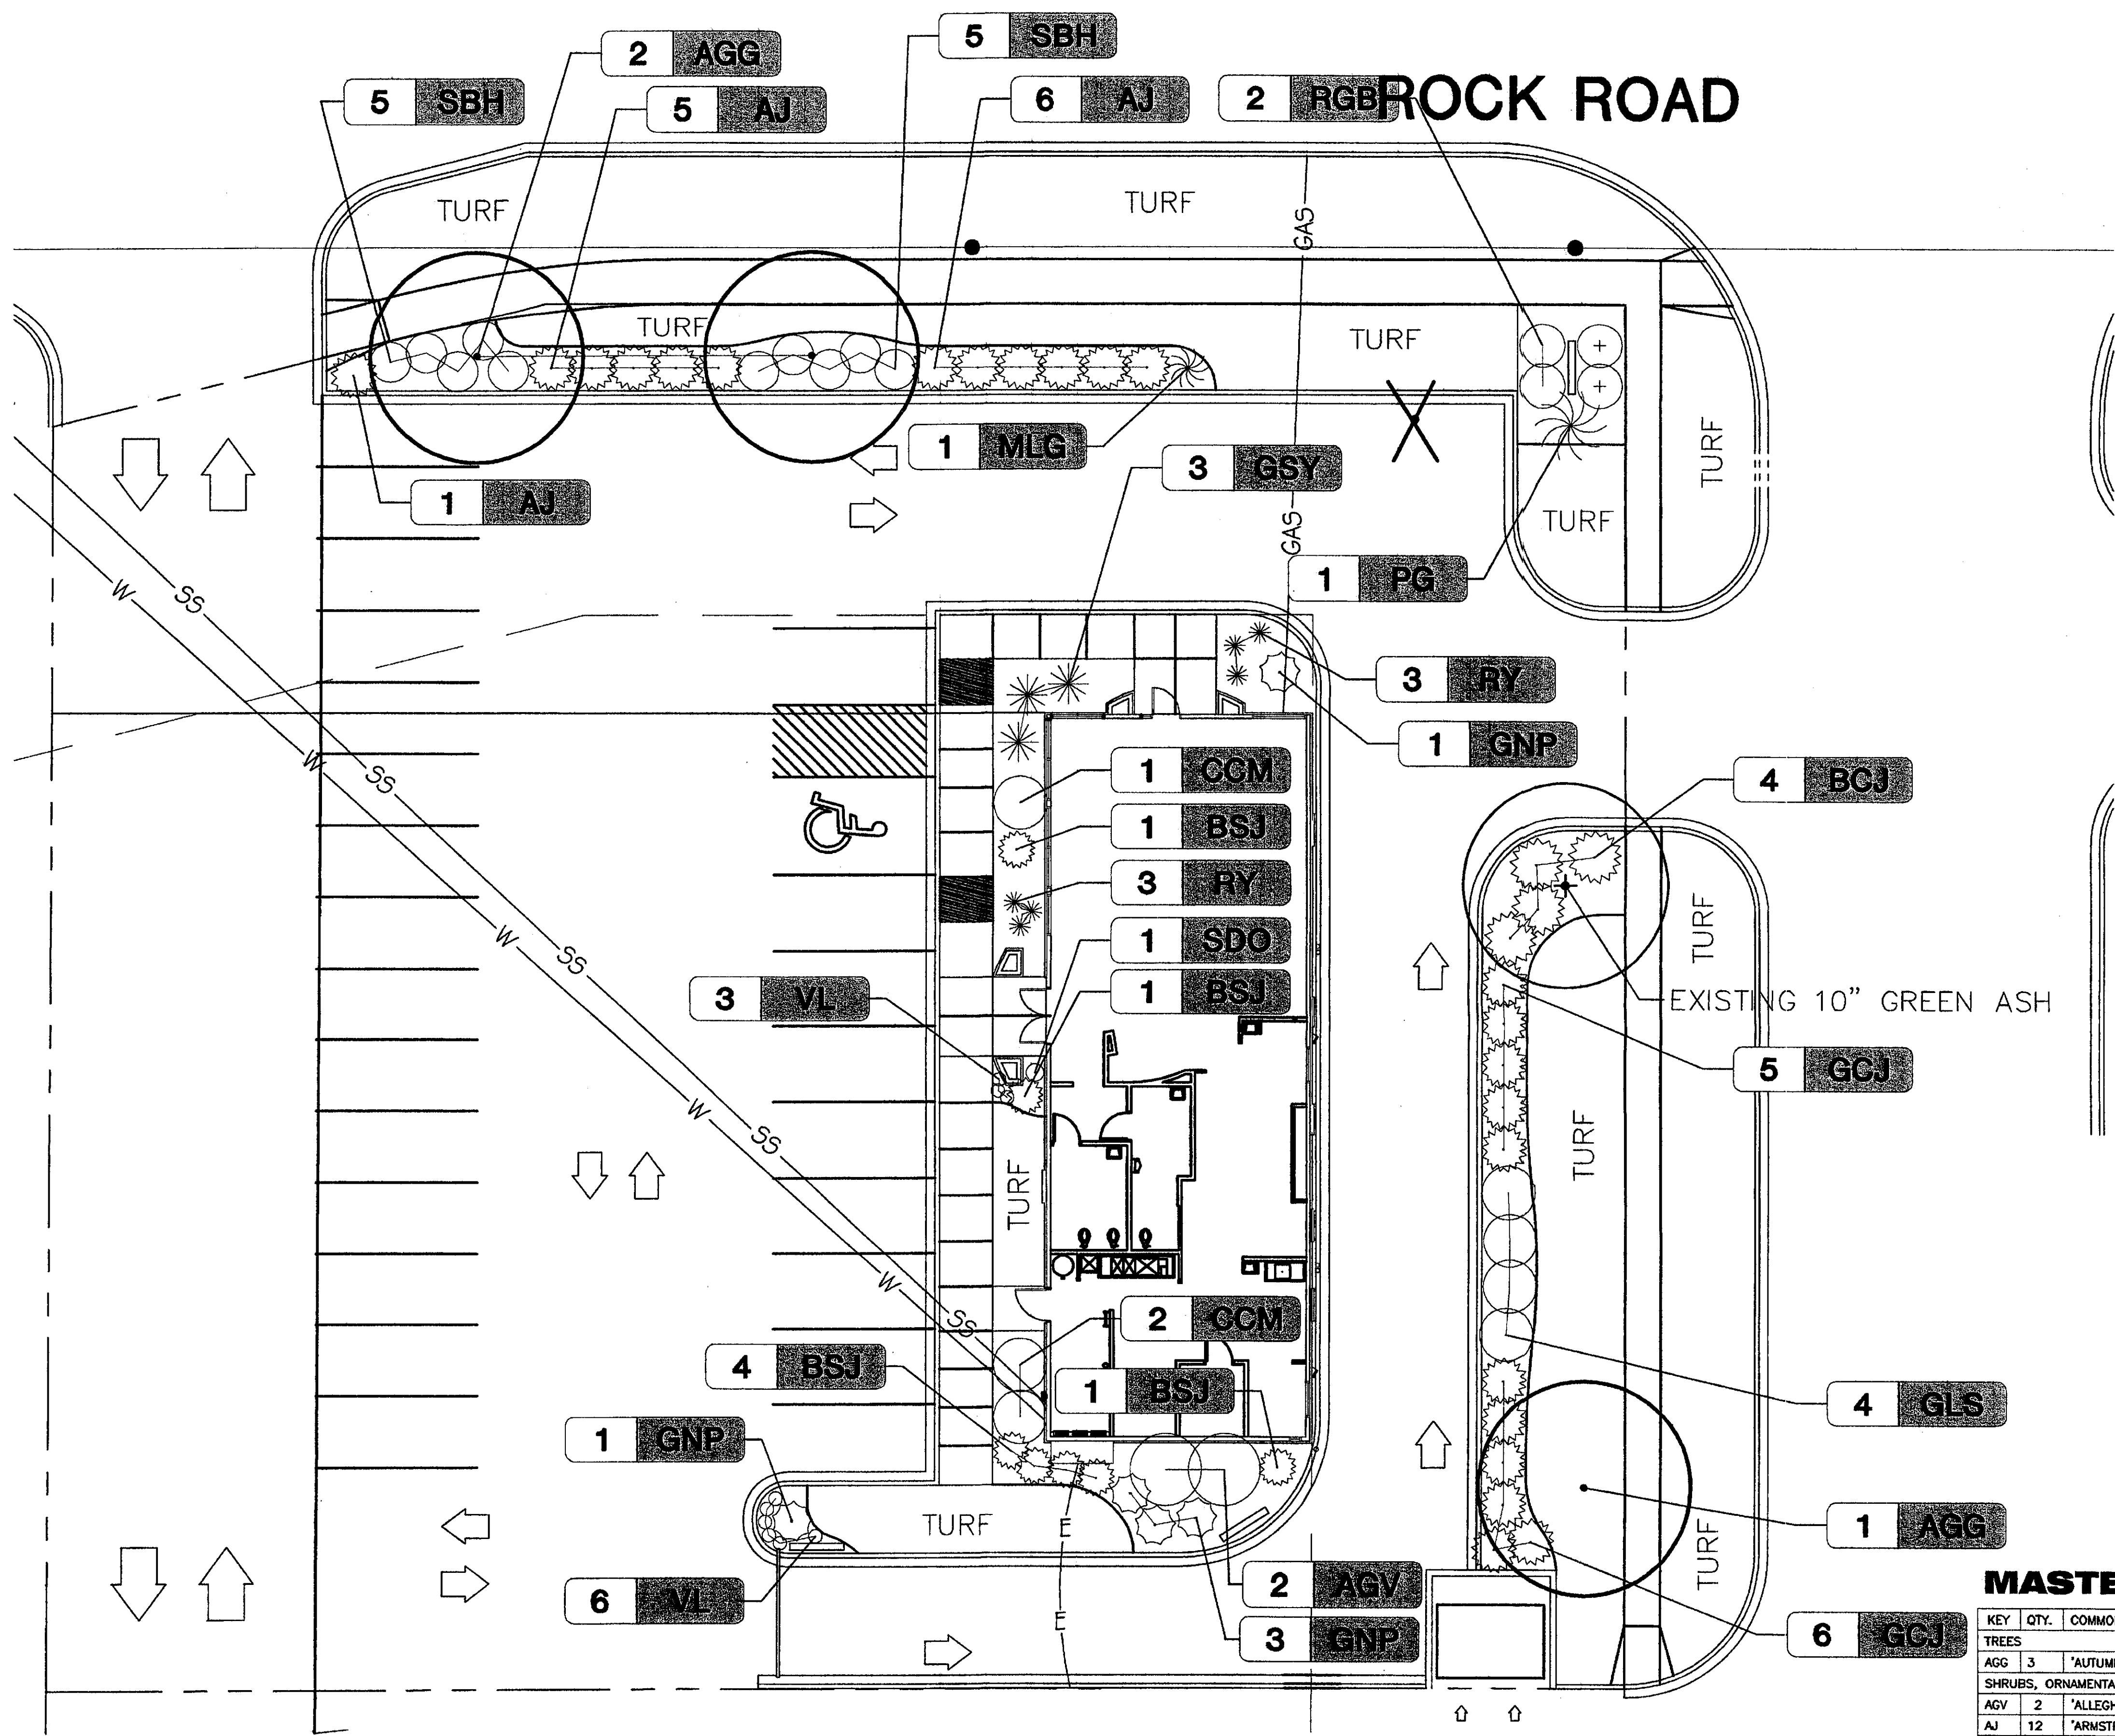 5 SBH
2 AGG
5 SBH
5 AJ
6 AJ
2 RGB
ROCK ROAD
TURF
TURF
GAS
TURF
TURF
1 MLG
3 GSY
TURF
1 AJ
TURF
GAS
1 PG
W
SS
3 RY
1 GNP
W
SS
1 CCM
4 BCJ
1 BSJ
3 RY
TURF
W
SS
1 SDO
3 VL
1 BSJ
EXISTING 10" GREEN ASH
5 GCJ
W
SS
TURF
TURF
W
SS
2 CCM
4 BSJ
1 BSJ
4 GLS
1 GNP
TURF
E
1 AGG
TURF
6 VL
2 AGV
E
3 GNP
6 GCJ
MASTE
KEY QTY. COMMO
TREES
AGG 3 'AUTUM
SHRUBS, ORNAMENTA
AGV 2 'ALLEGH
AJ 12 'ARMST